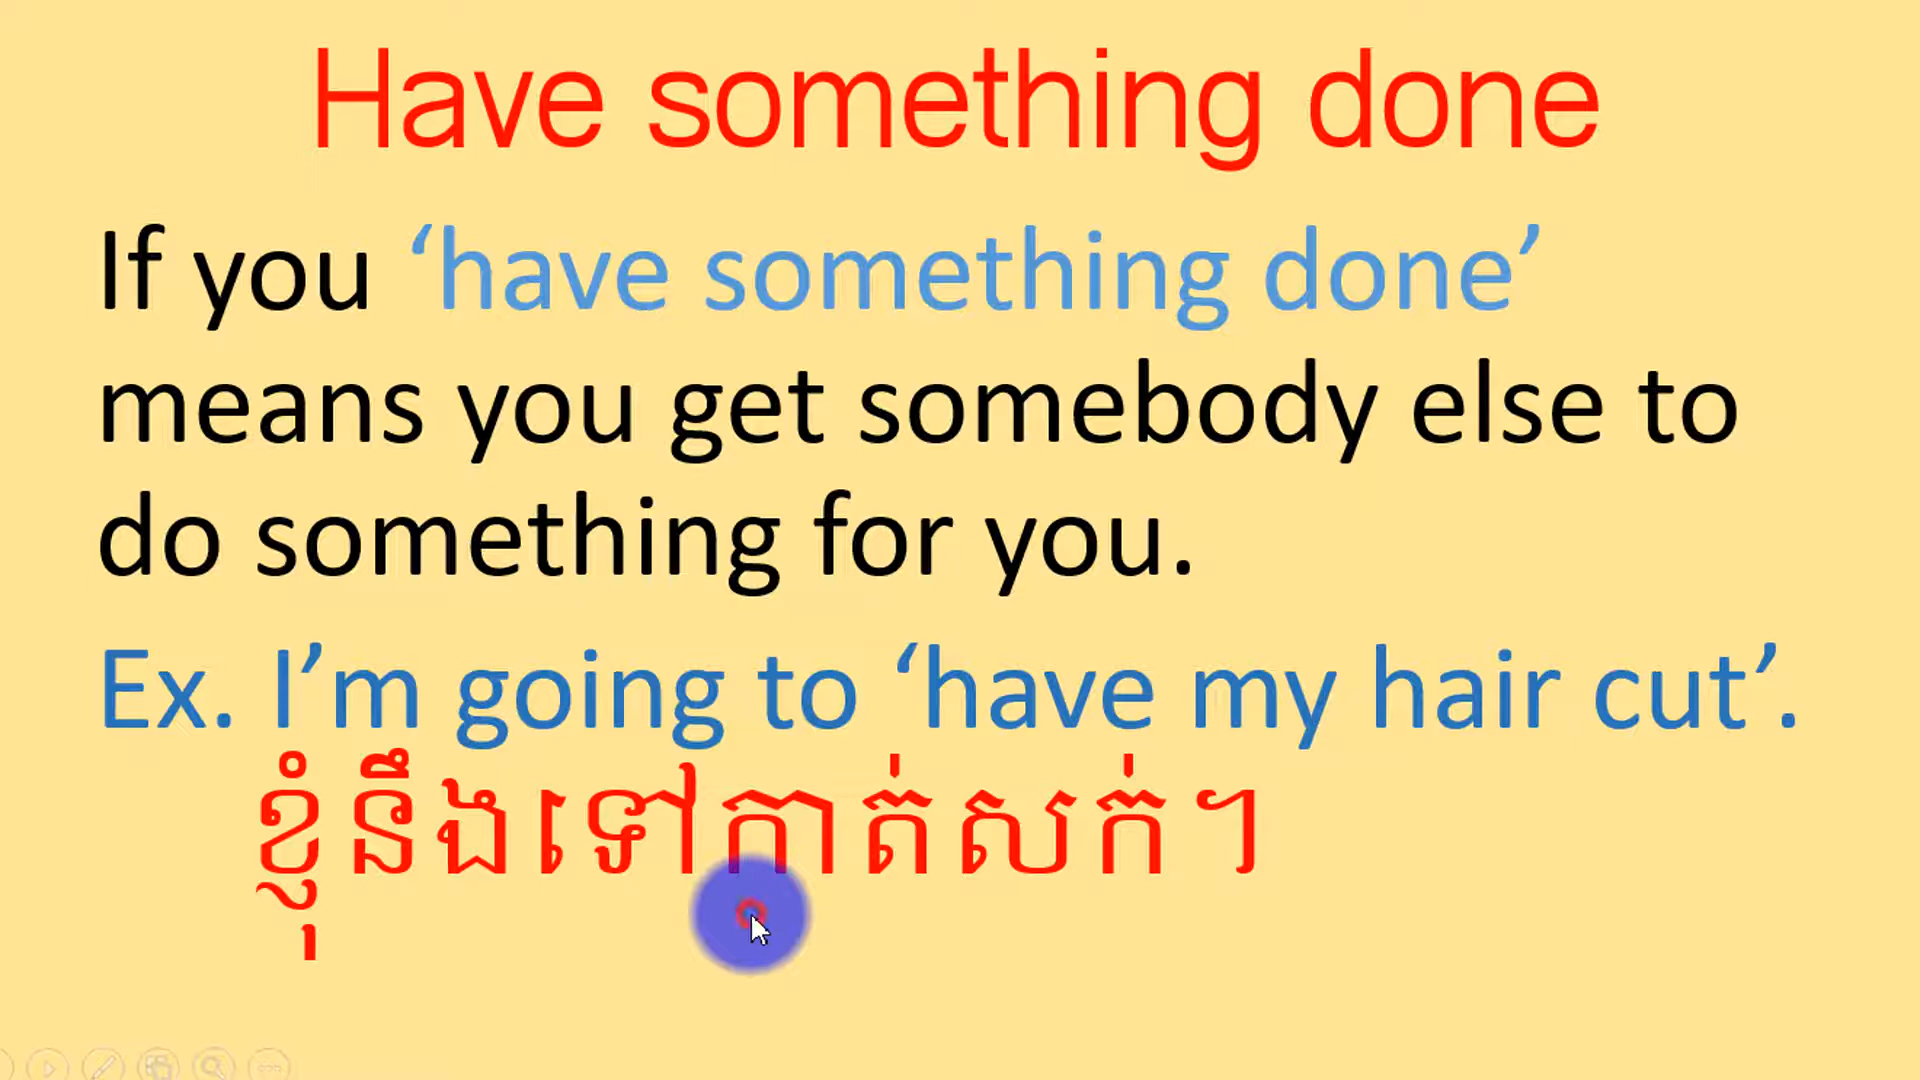 Have something done
If you ‘have something done’
means you get somebody else to
do something for you.
Ex. I’m going to ‘have my hair cut’.
ខ្ញុំនឹងទៅកាត់សក់។